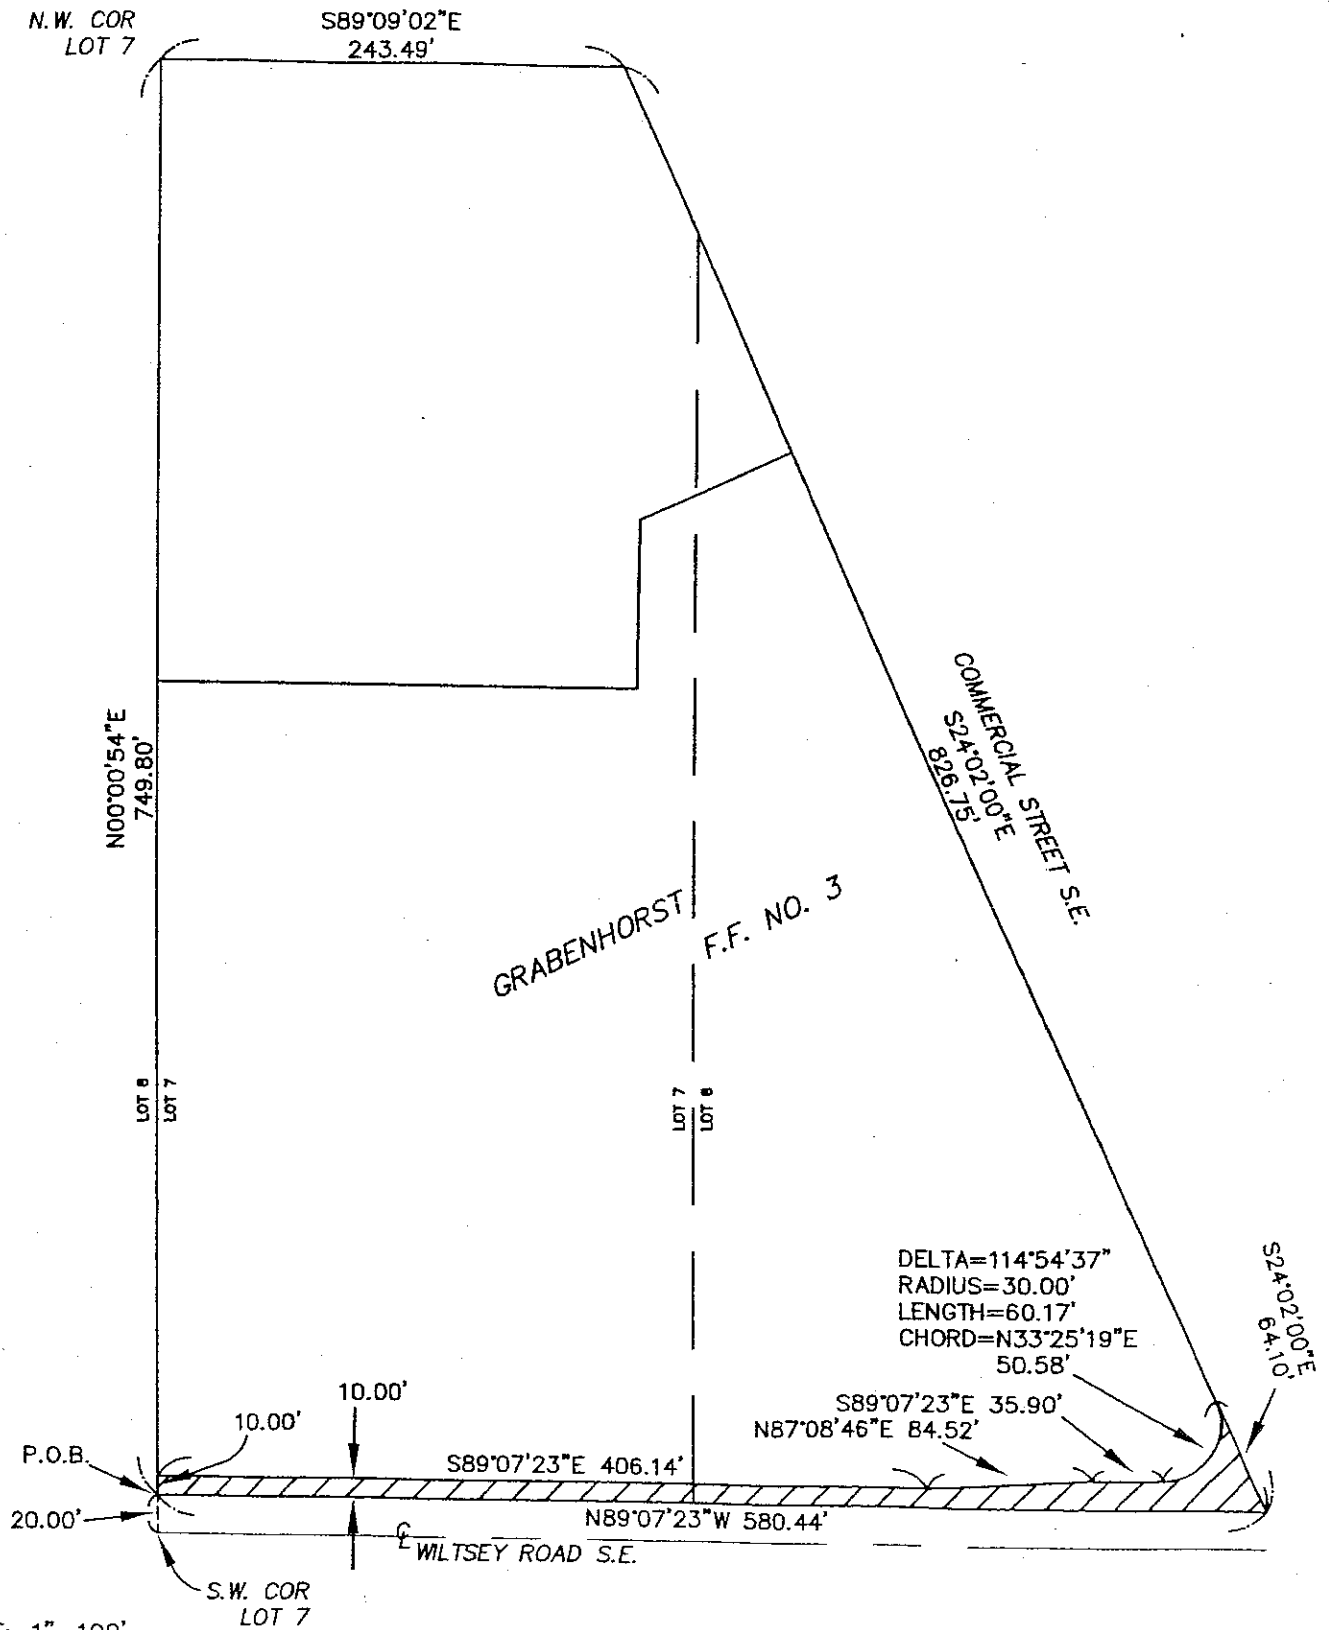 N.W. COR
LOT 7
S89°09'02"E
243.49'
N00°00'54"E
749.80'
COMMERCIAL STREET S.E.
S24°02'00"E
826.75'
GRABENHORST
F.F. NO. 3
LOT 8
LOT 7
LOT 7
LOT 6
DELTA=114°54'37"
RADIUS=30.00'
LENGTH=60.17'
CHORD=N33°25'19"E
50.58'
S24°02'00"E
64.10'
S89°07'23"E 35.90'
N87°08'46"E 84.52'
10.00'
10.00'
P.O.B.
S89°07'23"E 406.14'
20.00'
N89°07'23"W 580.44'
℄ WILTSEY ROAD S.E.
S.W. COR
LOT 7